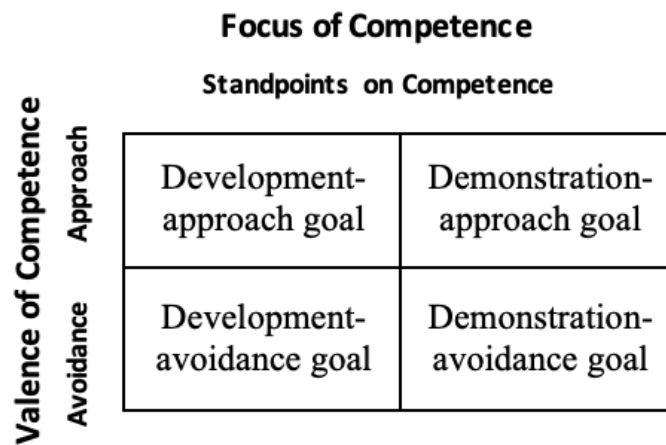 Focus of Competence
Standpoints on Competence
Valence of Competence
Approach
Development-
approach goal
Demonstration-
approach goal
Avoidance
Development-
avoidance goal
Demonstration-
avoidance goal